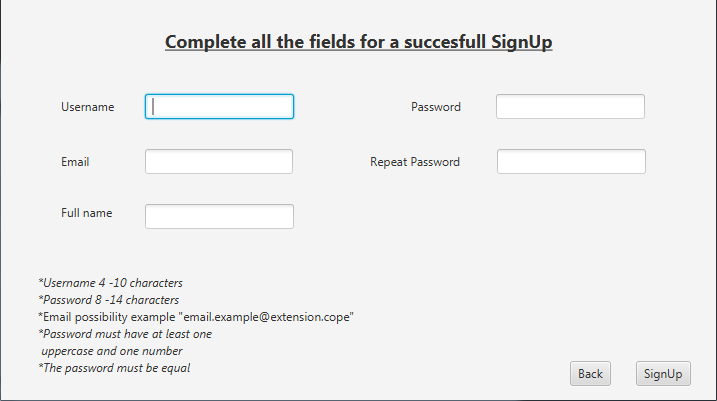 Complete all the fields for a succesfull SignUp
Username
Password
Email
Repeat Password
Full name
*Username 4 -10 characters
*Password 8 -14 characters
*Email possibility example "email.example@extension.cope"
*Password must have at least one
uppercase and one number
*The password must be equal
Back
SignUp